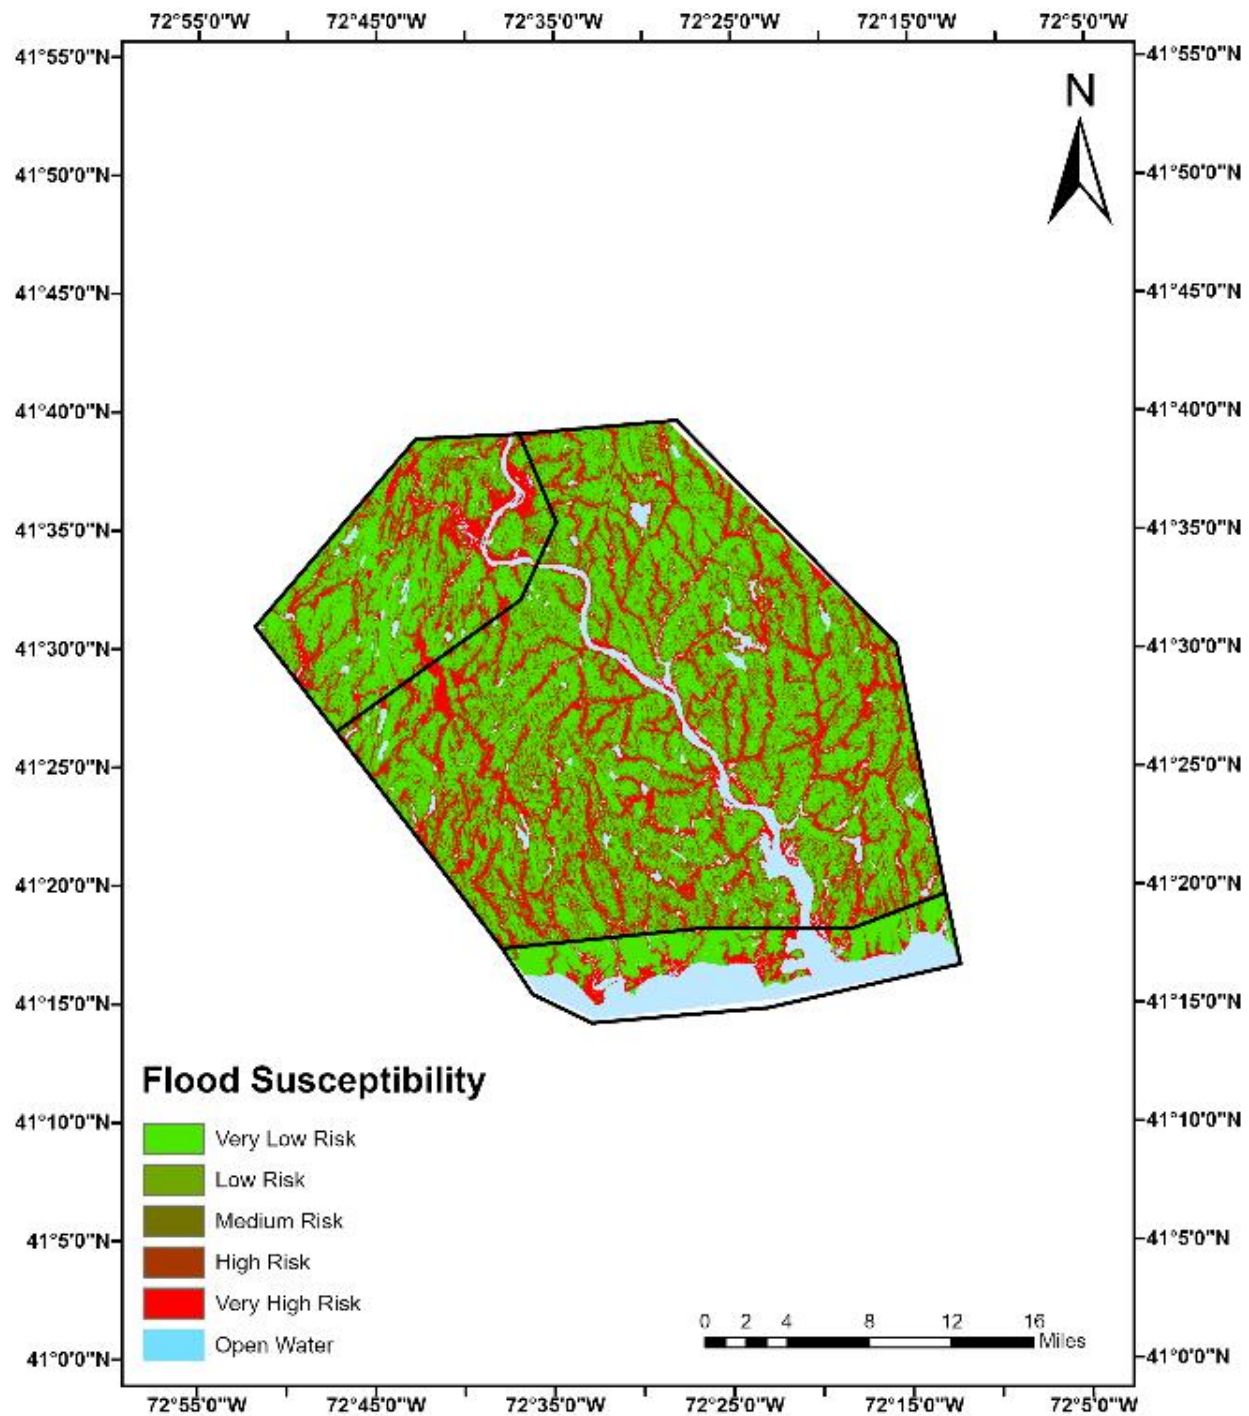 72°55'0"W 72°45'0"W 72°35'0"W 72°25'0"W 72°15'0"W 72°5'0"W
41°55'0"N 41°55'0"N
N
41°50'0"N 41°50'0"N
41°45'0"N 41°45'0"N
41°40'0"N 41°40'0"N
41°35'0"N 41°35'0"N
41°30'0"N 41°30'0"N
41°25'0"N 41°25'0"N
41°20'0"N 41°20'0"N
41°15'0"N 41°15'0"N
Flood Susceptibility
41°10'0"N 41°10'0"N
Very Low Risk
Low Risk
Medium Risk
41°5'0"N 41°5'0"N
High Risk
Very High Risk
0 2 4 8 12 16
Miles
Open Water
41°0'0"N 41°0'0"N
72°55'0"W 72°45'0"W 72°35'0"W 72°25'0"W 72°15'0"W 72°5'0"W